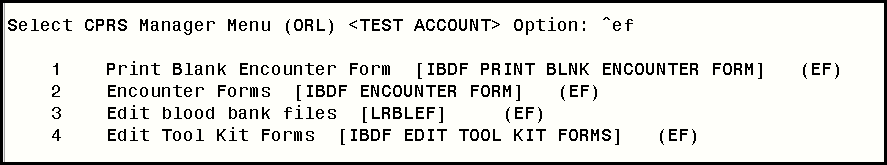 Select CPRS Manager Menu (ORL) <TEST ACCOUNT> Option: ^ef
1 Print Blank Encounter Form [IBDF PRINT BLNK ENCOUNTER FORM] (EF)
2 Encounter Forms [IBDF ENCOUNTER FORM] (EF)
3 Edit blood bank files [LRBLEF] (EF)
4 Edit Tool Kit Forms [IBDF EDIT TOOL KIT FORMS] (EF)